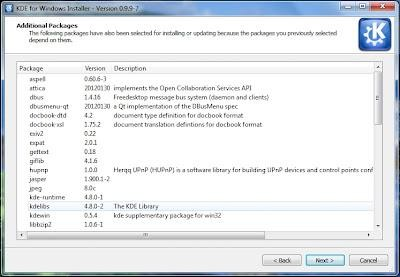 KDE for Windows Installer - Version 0.9.9-7
Additional Packages
The following packages have also been selected for installing or updating because the packages you previously selected
depend on them.
Package Version Description
aspell 0.60.6-3
attica 20120130 implements the Open Collaboration Services API
dbus 1.4.16 Freedesktop message bus system (daemon and clients)
dbusmenu-qt 20120130 a Qt implementation of the DBusMenu spec
docbook-dtd 4.2 document type definition for docbook format
docbook-xsl 1.75.2 document translation definitions for docbook format
exiv2 0.22
expat 2.0.1
gettext 0.18
giflib 4.1.6
hupnp 1.0.0 Herqq UPnP (HUPnP) is a software library for building UPnP devices and control points conf
jasper 1.900.1-2
jpeg 8.0c
kde-runtime 4.8.0-1
kdelibs 4.8.0-2 The KDE Library
kdewin 0.5.4 kde supplementary package for win32
libbzip2 1.0.6-1
< Back Next > Cancel